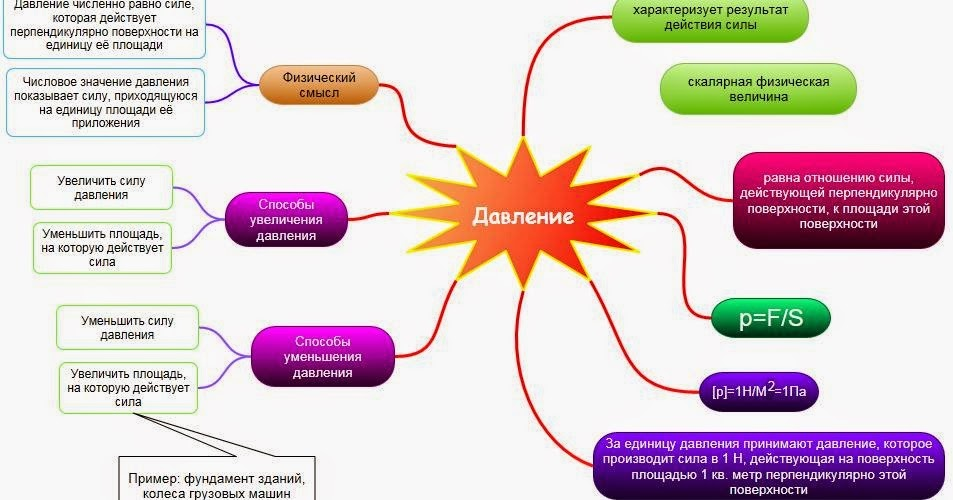 Давление численно равно силе,
которая действует
перпендикулярно поверхности на
единицу её площади
Числовое значение давления
показывает силу, приходящуюся
на единицу площади её
приложения
Физический
смысл
Увеличить силу
давления
Уменьшить площадь,
на которую действует
сила
Способы
увеличения
давления
Уменьшить силу
давления
Увеличить площадь,
на которую действует
сила
Способы
уменьшения
давления
Пример: фундамент зданий,
колеса грузовых машин
Давление
характеризует результат
действия силы
скалярная физическая
величина
равна отношению силы,
действующей перпендикулярно
поверхности, к площади этой
поверхности
p=F/S
[p]=1Н/М²=1Па
За единицу давления принимают давление, которое
производит сила в 1 Н, действующая на поверхность
площадью 1 кв. метр перпендикулярно этой
поверхности